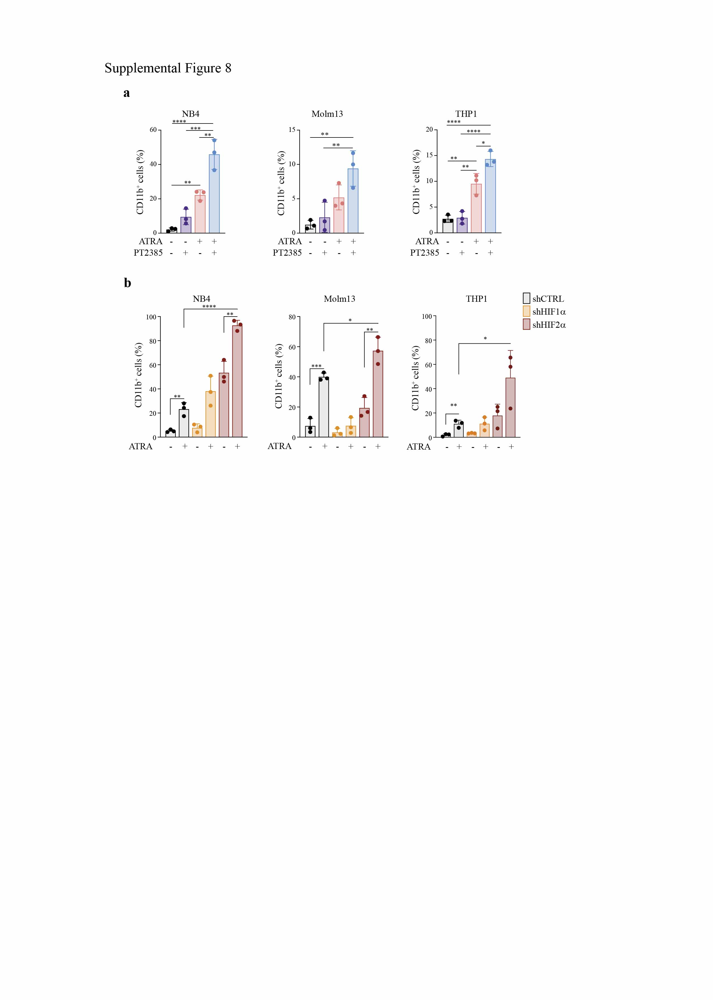 Supplemental Figure 8
a
NB4
****
***
**
**
60
40
20
0
CD11b+ cells (%)
ATRA - - + +
PT2385 - + - +
Molm13
**
**
15
10
5
0
CD11b+ cells (%)
ATRA - - + +
PT2385 - + - +
THP1
****
****
*
**
**
20
15
10
5
0
CD11b+ cells (%)
ATRA - - + +
PT2385 - + - +
b
NB4
****
**
**
100
80
60
40
20
0
CD11b+ cells (%)
ATRA - + - + - +
Molm13
*
**
***
80
60
40
20
0
CD11b+ cells (%)
ATRA - + - + - +
THP1
*
**
100
80
60
40
20
0
CD11b+ cells (%)
ATRA - + - + - +
shCTRL
shHIF1α
shHIF2α